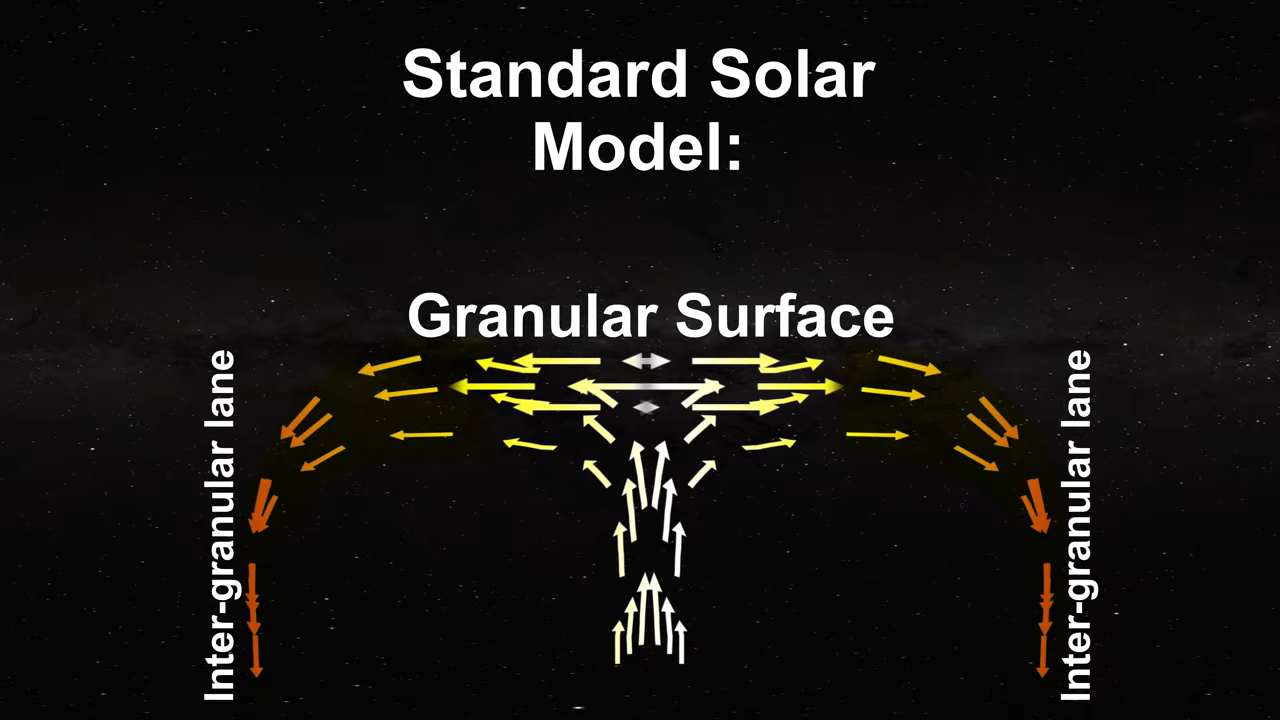 Standard Solar
Model:
Granular Surface
Inter-granular lane
Inter-granular lane